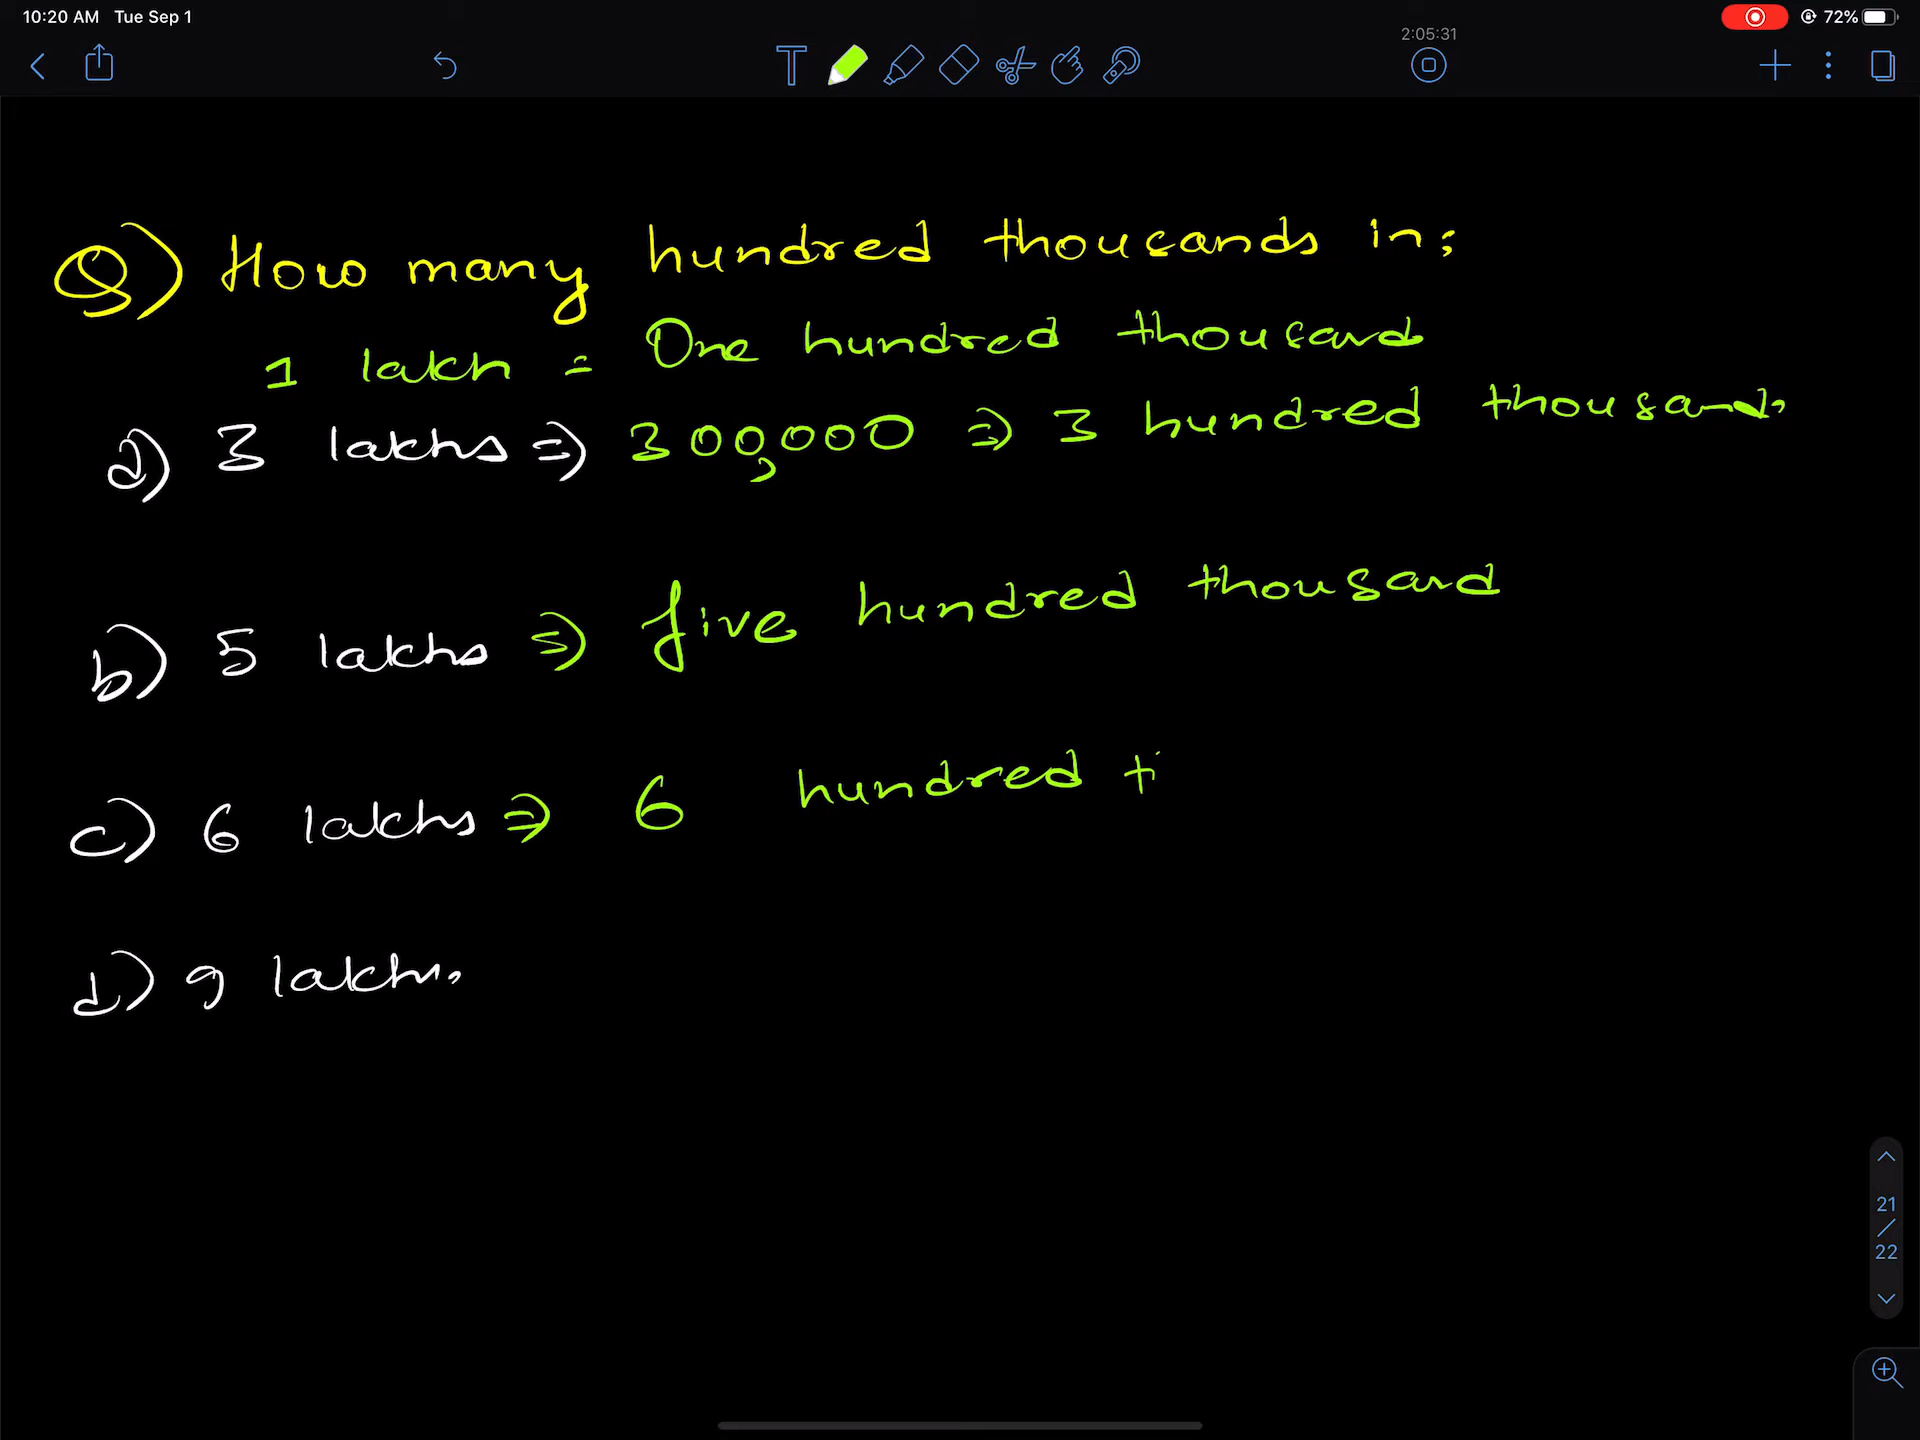 10:20 AM Tue Sep 1
72%
2:05:31
T
Q) How many hundred thousands in:
1 lakh = One hundred thousand
a) 3 lakhs ⇒ 300,000 ⇒ 3 hundred thousands
b) 5 lakhs ⇒ five hundred thousand
c) 6 lakhs ⇒ 6 hundred t
d) 9 lakhs
21
/
22